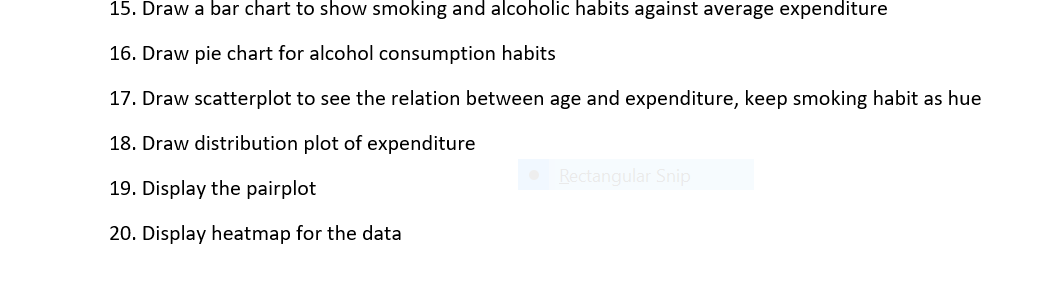 15. Draw a bar chart to show smoking and alcoholic habits against average expenditure
16. Draw pie chart for alcohol consumption habits
17. Draw scatterplot to see the relation between age and expenditure, keep smoking habit as hue
18. Draw distribution plot of expenditure
Rectangular Snip
19. Display the pairplot
20. Display heatmap for the data